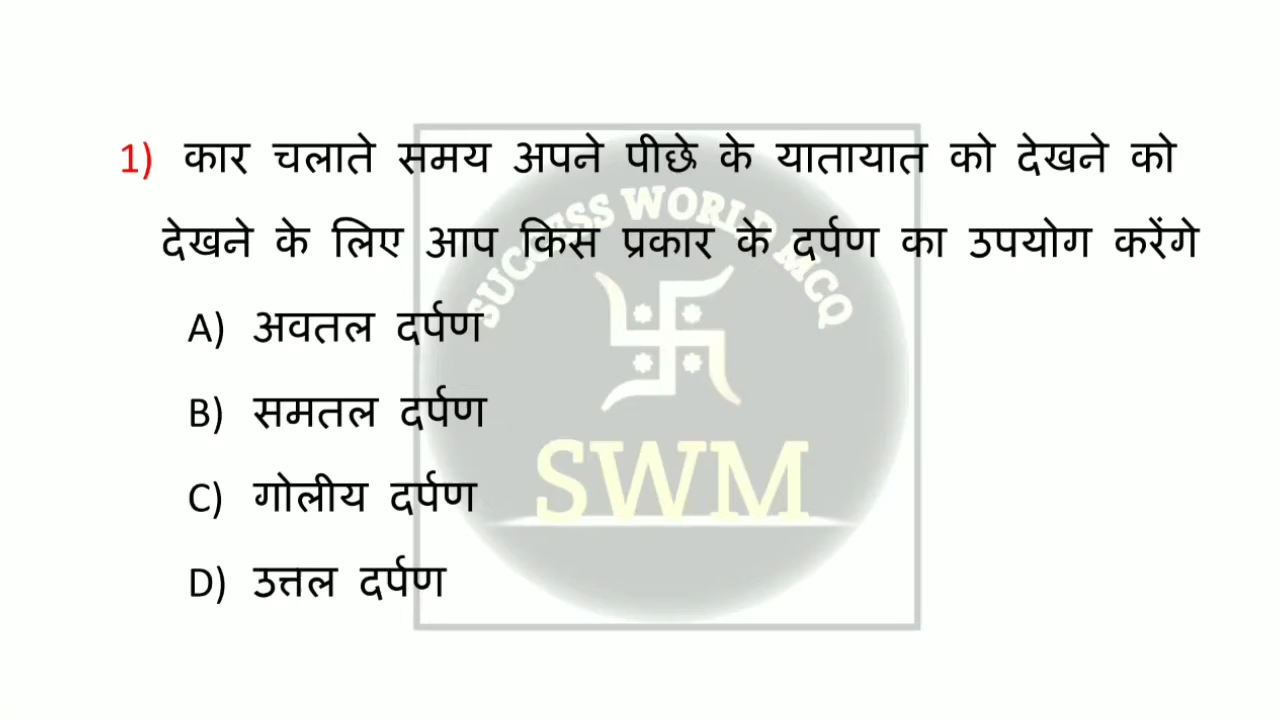 1) कार चलाते समय अपने पीछे के यातायात को देखने को
देखने के लिए आप किस प्रकार के दर्पण का उपयोग करेंगे
A) अवतल दर्पण
B) समतल दर्पण
C) गोलीय दर्पण
D) उत्तल दर्पण
SUCCESS WORLD MCQ
SWM